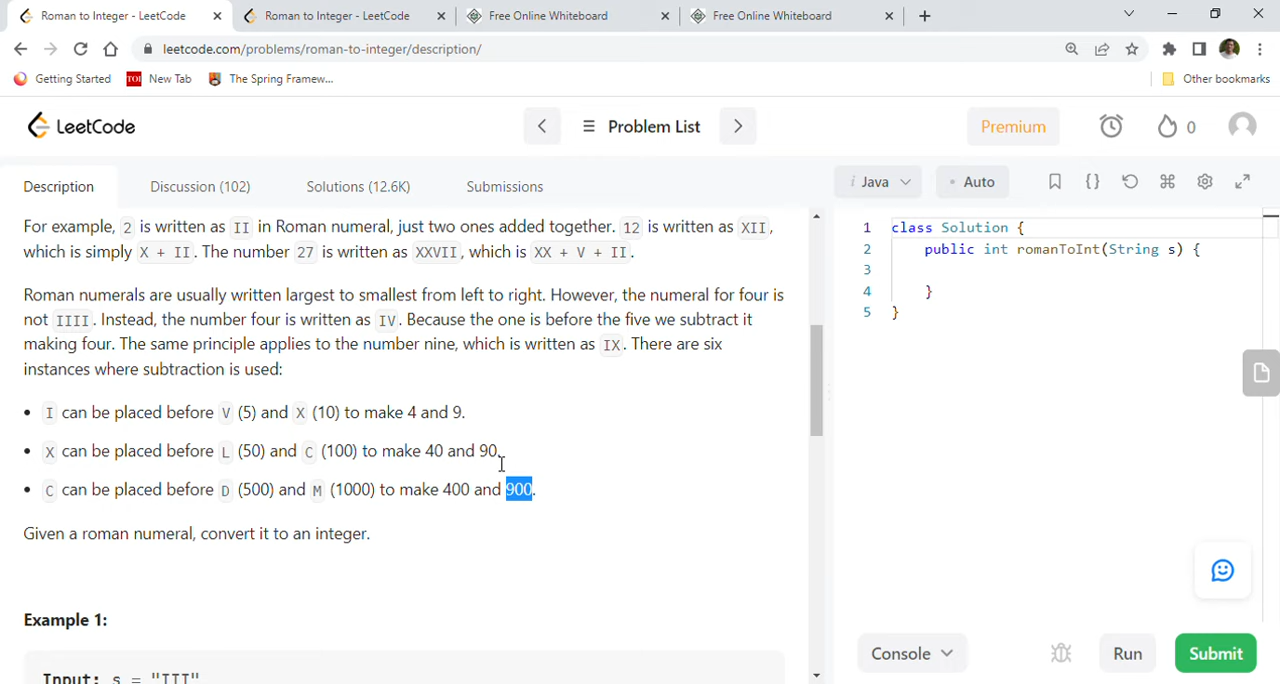 Roman to Integer - LeetCode
Roman to Integer - LeetCode
Free Online Whiteboard
Free Online Whiteboard
leetcode.com/problems/roman-to-integer/description/
Getting Started
TOI New Tab
The Spring Framew...
Other bookmarks
LeetCode
Problem List
Premium
0
Description
Discussion (102)
Solutions (12.6K)
Submissions
i Java
Auto
For example, 2 is written as II in Roman numeral, just two ones added together. 12 is written as XII,
which is simply X + II. The number 27 is written as XXVII, which is XX + V + II.
Roman numerals are usually written largest to smallest from left to right. However, the numeral for four is
not IIII. Instead, the number four is written as IV. Because the one is before the five we subtract it
making four. The same principle applies to the number nine, which is written as IX. There are six
instances where subtraction is used:
• I can be placed before V (5) and X (10) to make 4 and 9.
• X can be placed before L (50) and C (100) to make 40 and 90.
• C can be placed before D (500) and M (1000) to make 400 and 900.
Given a roman numeral, convert it to an integer.
Example 1:
Input: s = "III"
1 class Solution {
2 public int romanToInt(String s) {
3
4 }
5 }
Console
Run
Submit